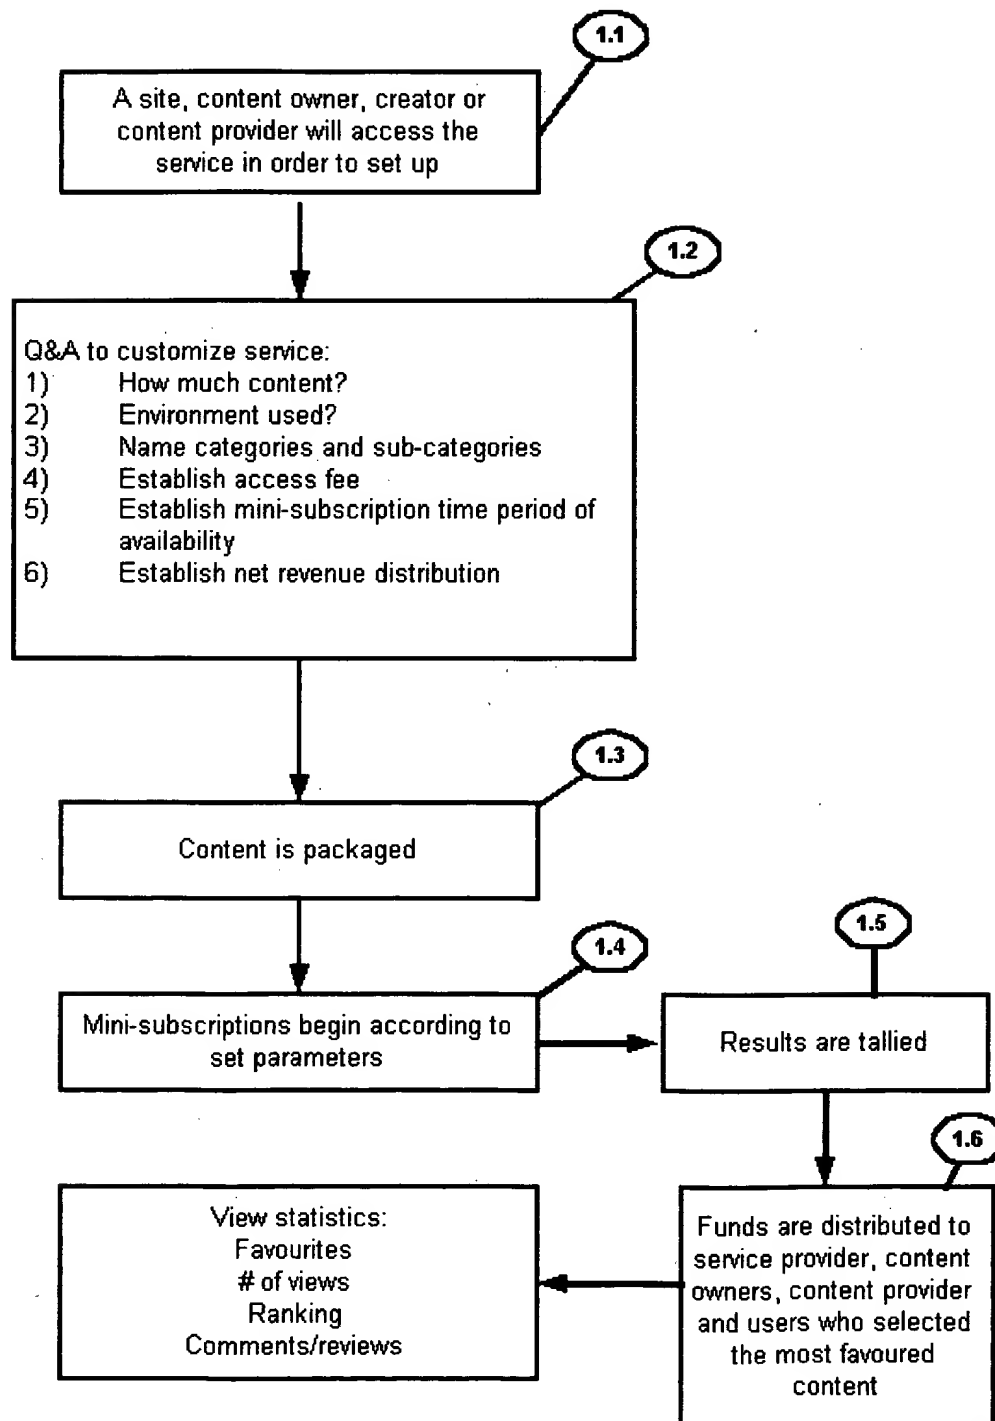 1.1
A site, content owner, creator or
content provider will access the
service in order to set up
1.2
Q&A to customize service:
1) How much content?
2) Environment used?
3) Name categories and sub-categories
4) Establish access fee
5) Establish mini-subscription time period of
availability
6) Establish net revenue distribution
1.3
Content is packaged
1.4
Mini-subscriptions begin according to
set parameters
1.5
Results are tallied
1.6
Funds are distributed to
service provider, content
owners, content provider
and users who selected
the most favoured
content
View statistics:
Favourites
# of views
Ranking
Comments/reviews